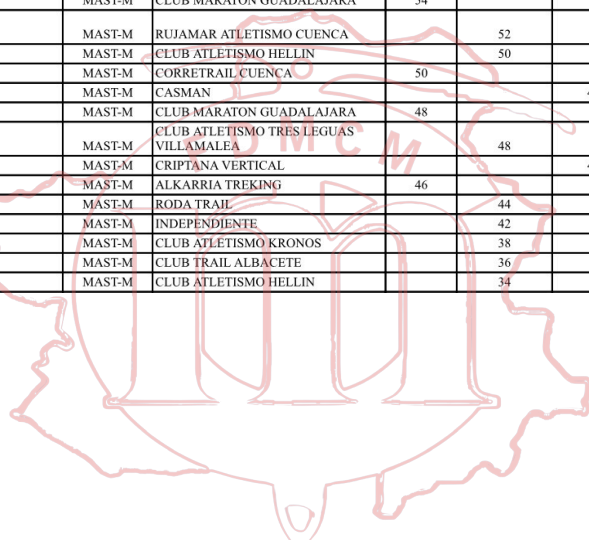 MAST-M CLUB MARATON GUADALAJARA 54
MAST-M RUJAMAR ATLETISMO CUENCA 52
MAST-M CLUB ATLETISMO HELLIN 50
MAST-M CORRETRAIL CUENCA 50
MAST-M CASMAN
MAST-M CLUB MARATON GUADALAJARA 48
CLUB ATLETISMO TRES LEGUAS
MAST-M VILLAMALEA 48
MAST-M CRIPTANA VERTICAL
MAST-M ALKARRIA TREKING 46
MAST-M RODA TRAIL 44
MAST-M INDEPENDIENTE 42
MAST-M CLUB ATLETISMO KRONOS 38
MAST-M CLUB TRAIL ALBACETE 36
MAST-M CLUB ATLETISMO HELLIN 34
FDMCM